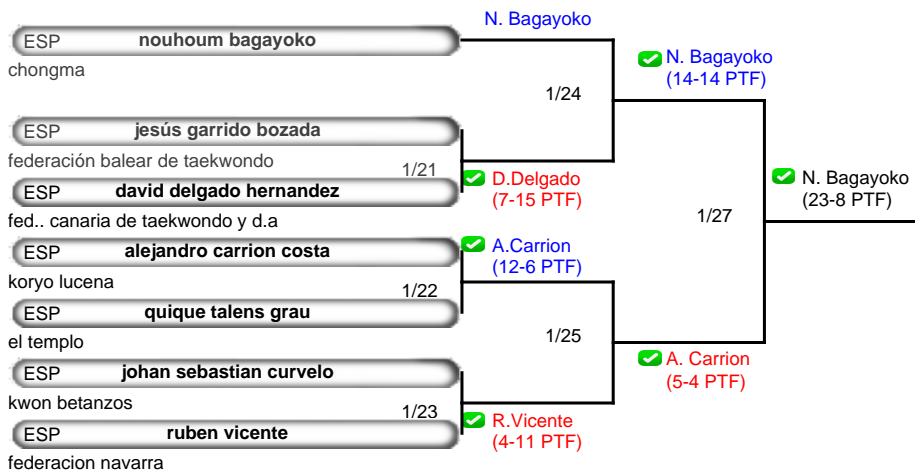 N. Bagayoko
ESP nouhoum bagayoko
chongma
N. Bagayoko
(14-14 PTF)
1/24
ESP jesús garrido bozada
federación balear de taekwondo
1/21
D.Delgado
(7-15 PTF)
ESP david delgado hernandez
fed.. canaria de taekwondo y d.a
N. Bagayoko
(23-8 PTF)
1/27
ESP alejandro carrion costa
koryo lucena
A.Carrion
(12-6 PTF)
1/22
ESP quique talens grau
el templo
1/25
A. Carrion
(5-4 PTF)
ESP johan sebastian curvelo
kwon betanzos
1/23
R.Vicente
(4-11 PTF)
ESP ruben vicente
federacion navarra